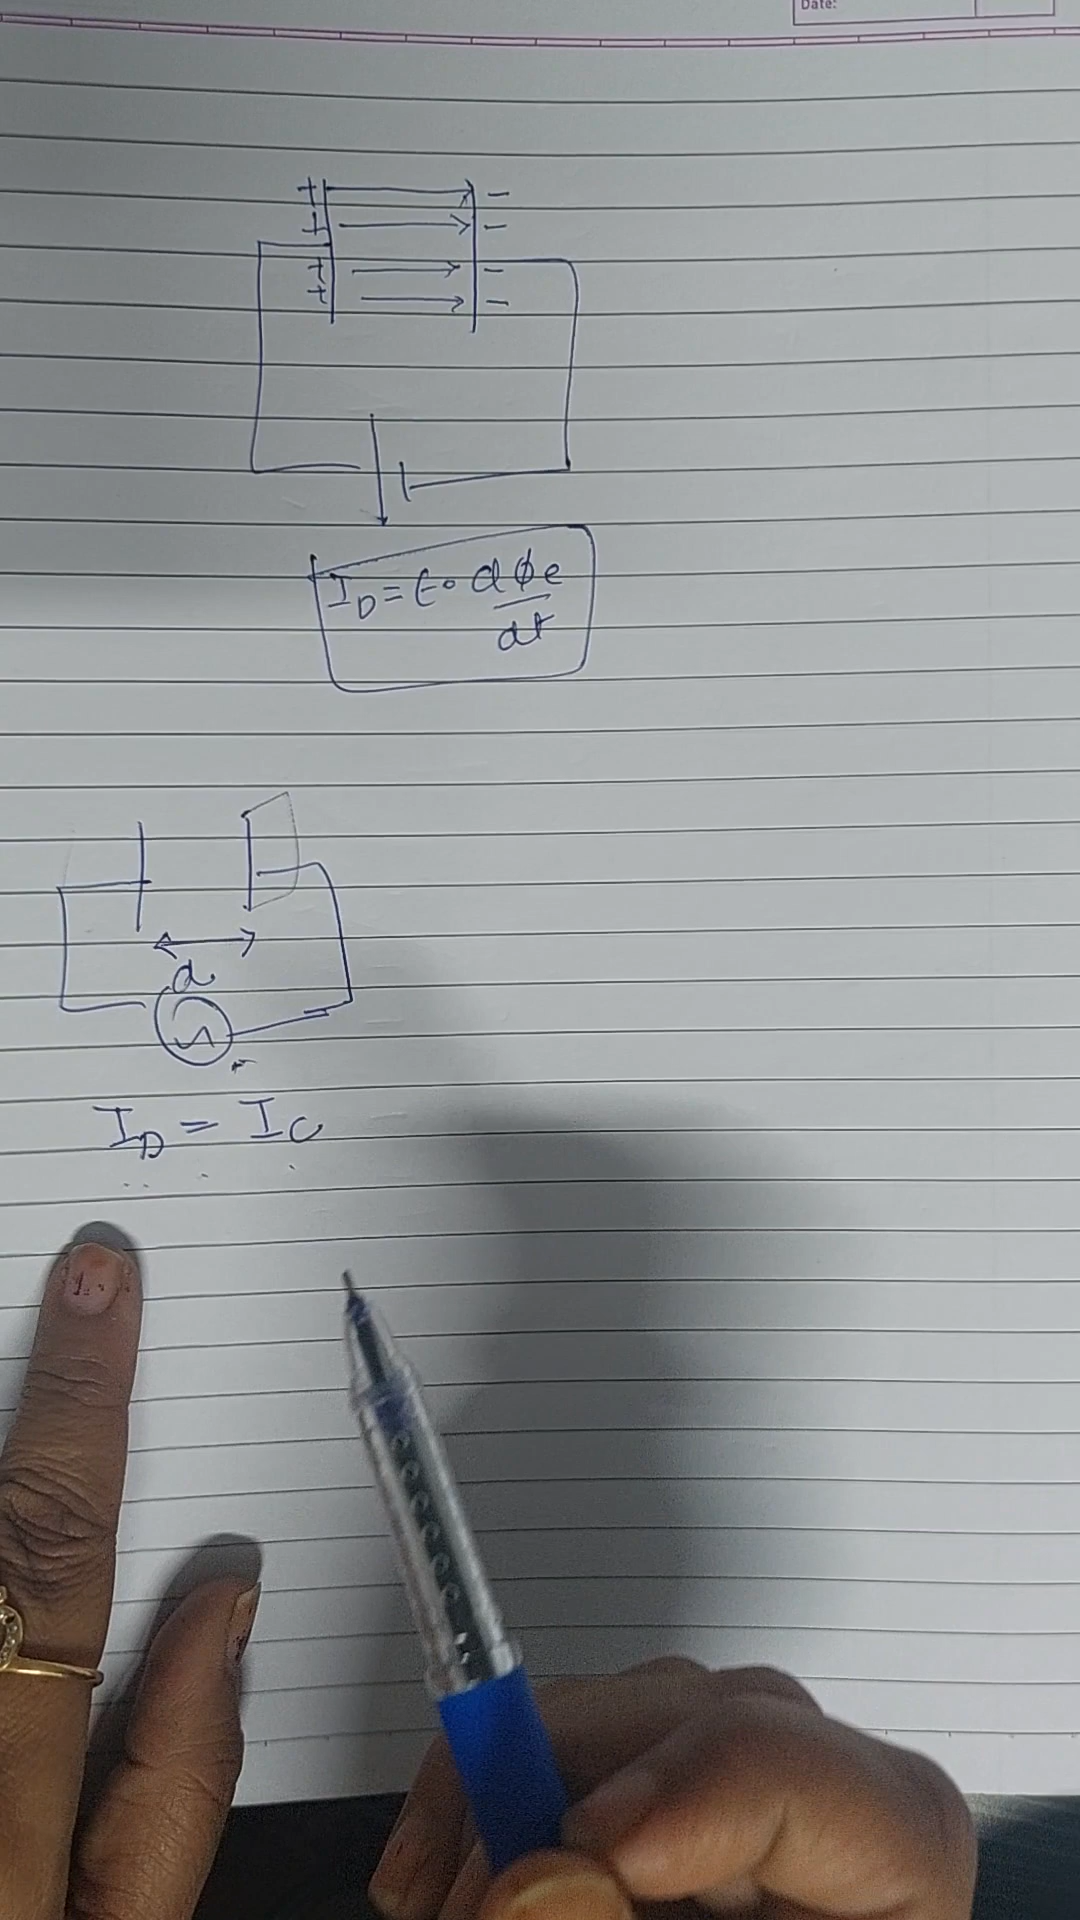 Date:
+ -
+ -
+ -
+ -
I_D = ε₀ dϕe/dt
d
I_D = I_C